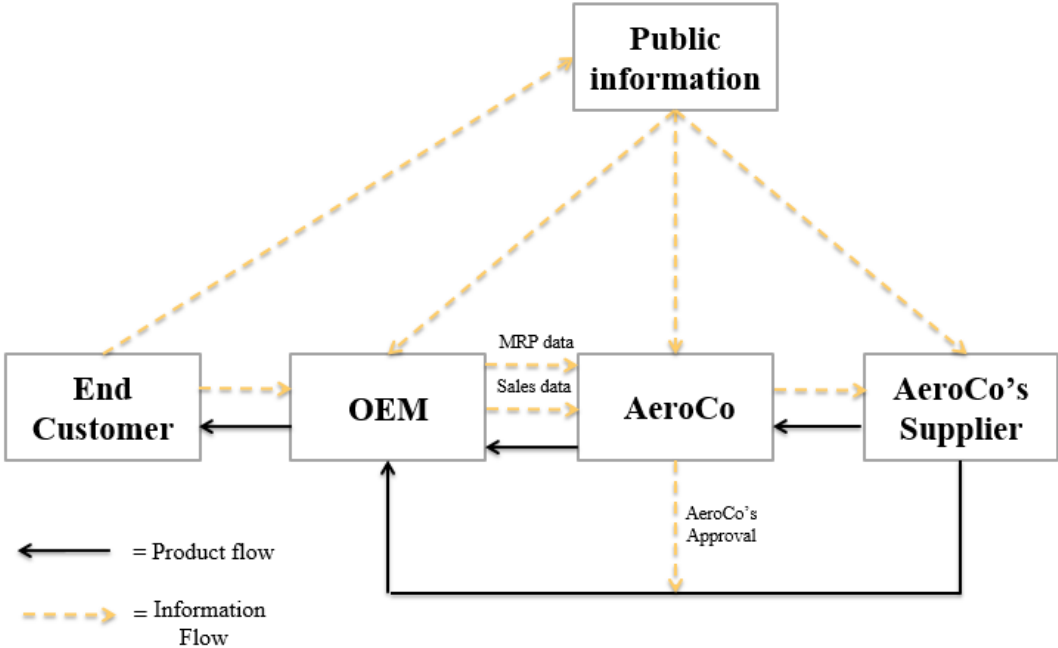 Public
information
MRP data
Sales data
End
Customer
OEM
AeroCo
AeroCo’s
Supplier
AeroCo’s
Approval
= Product flow
= Information
Flow